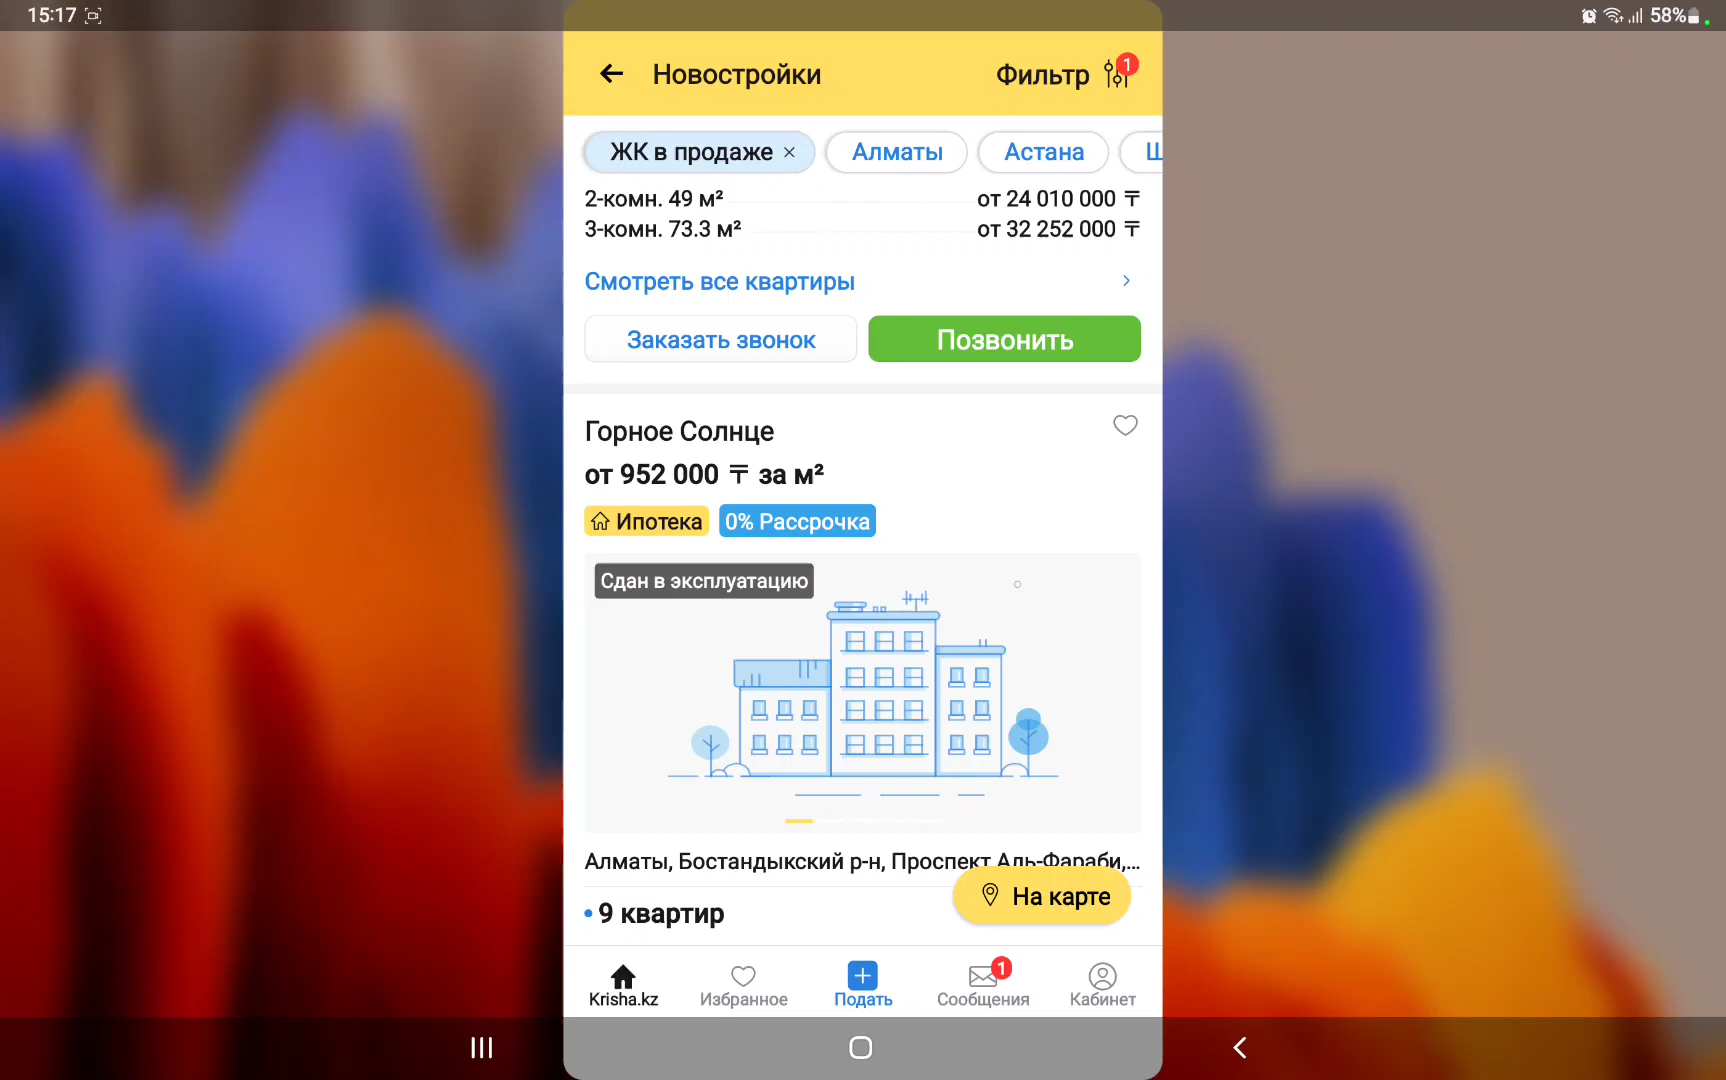 15:17
58%
Новостройки
Фильтр
1
ЖК в продаже ×
Алматы
Астана
2-комн. 49 м²
от 24 010 000 ₸
3-комн. 73.3 м²
от 32 252 000 ₸
Смотреть все квартиры
Заказать звонок
Позвонить
Горное Солнце
от 952 000 ₸ за м²
Ипотека
0% Рассрочка
Сдан в эксплуатацию
Алматы, Бостандыкский р-н, Проспект Аль-Фараби,...
• 9 квартир
На карте
1
Krisha.kz
Избранное
Подать
Сообщения
Кабинет